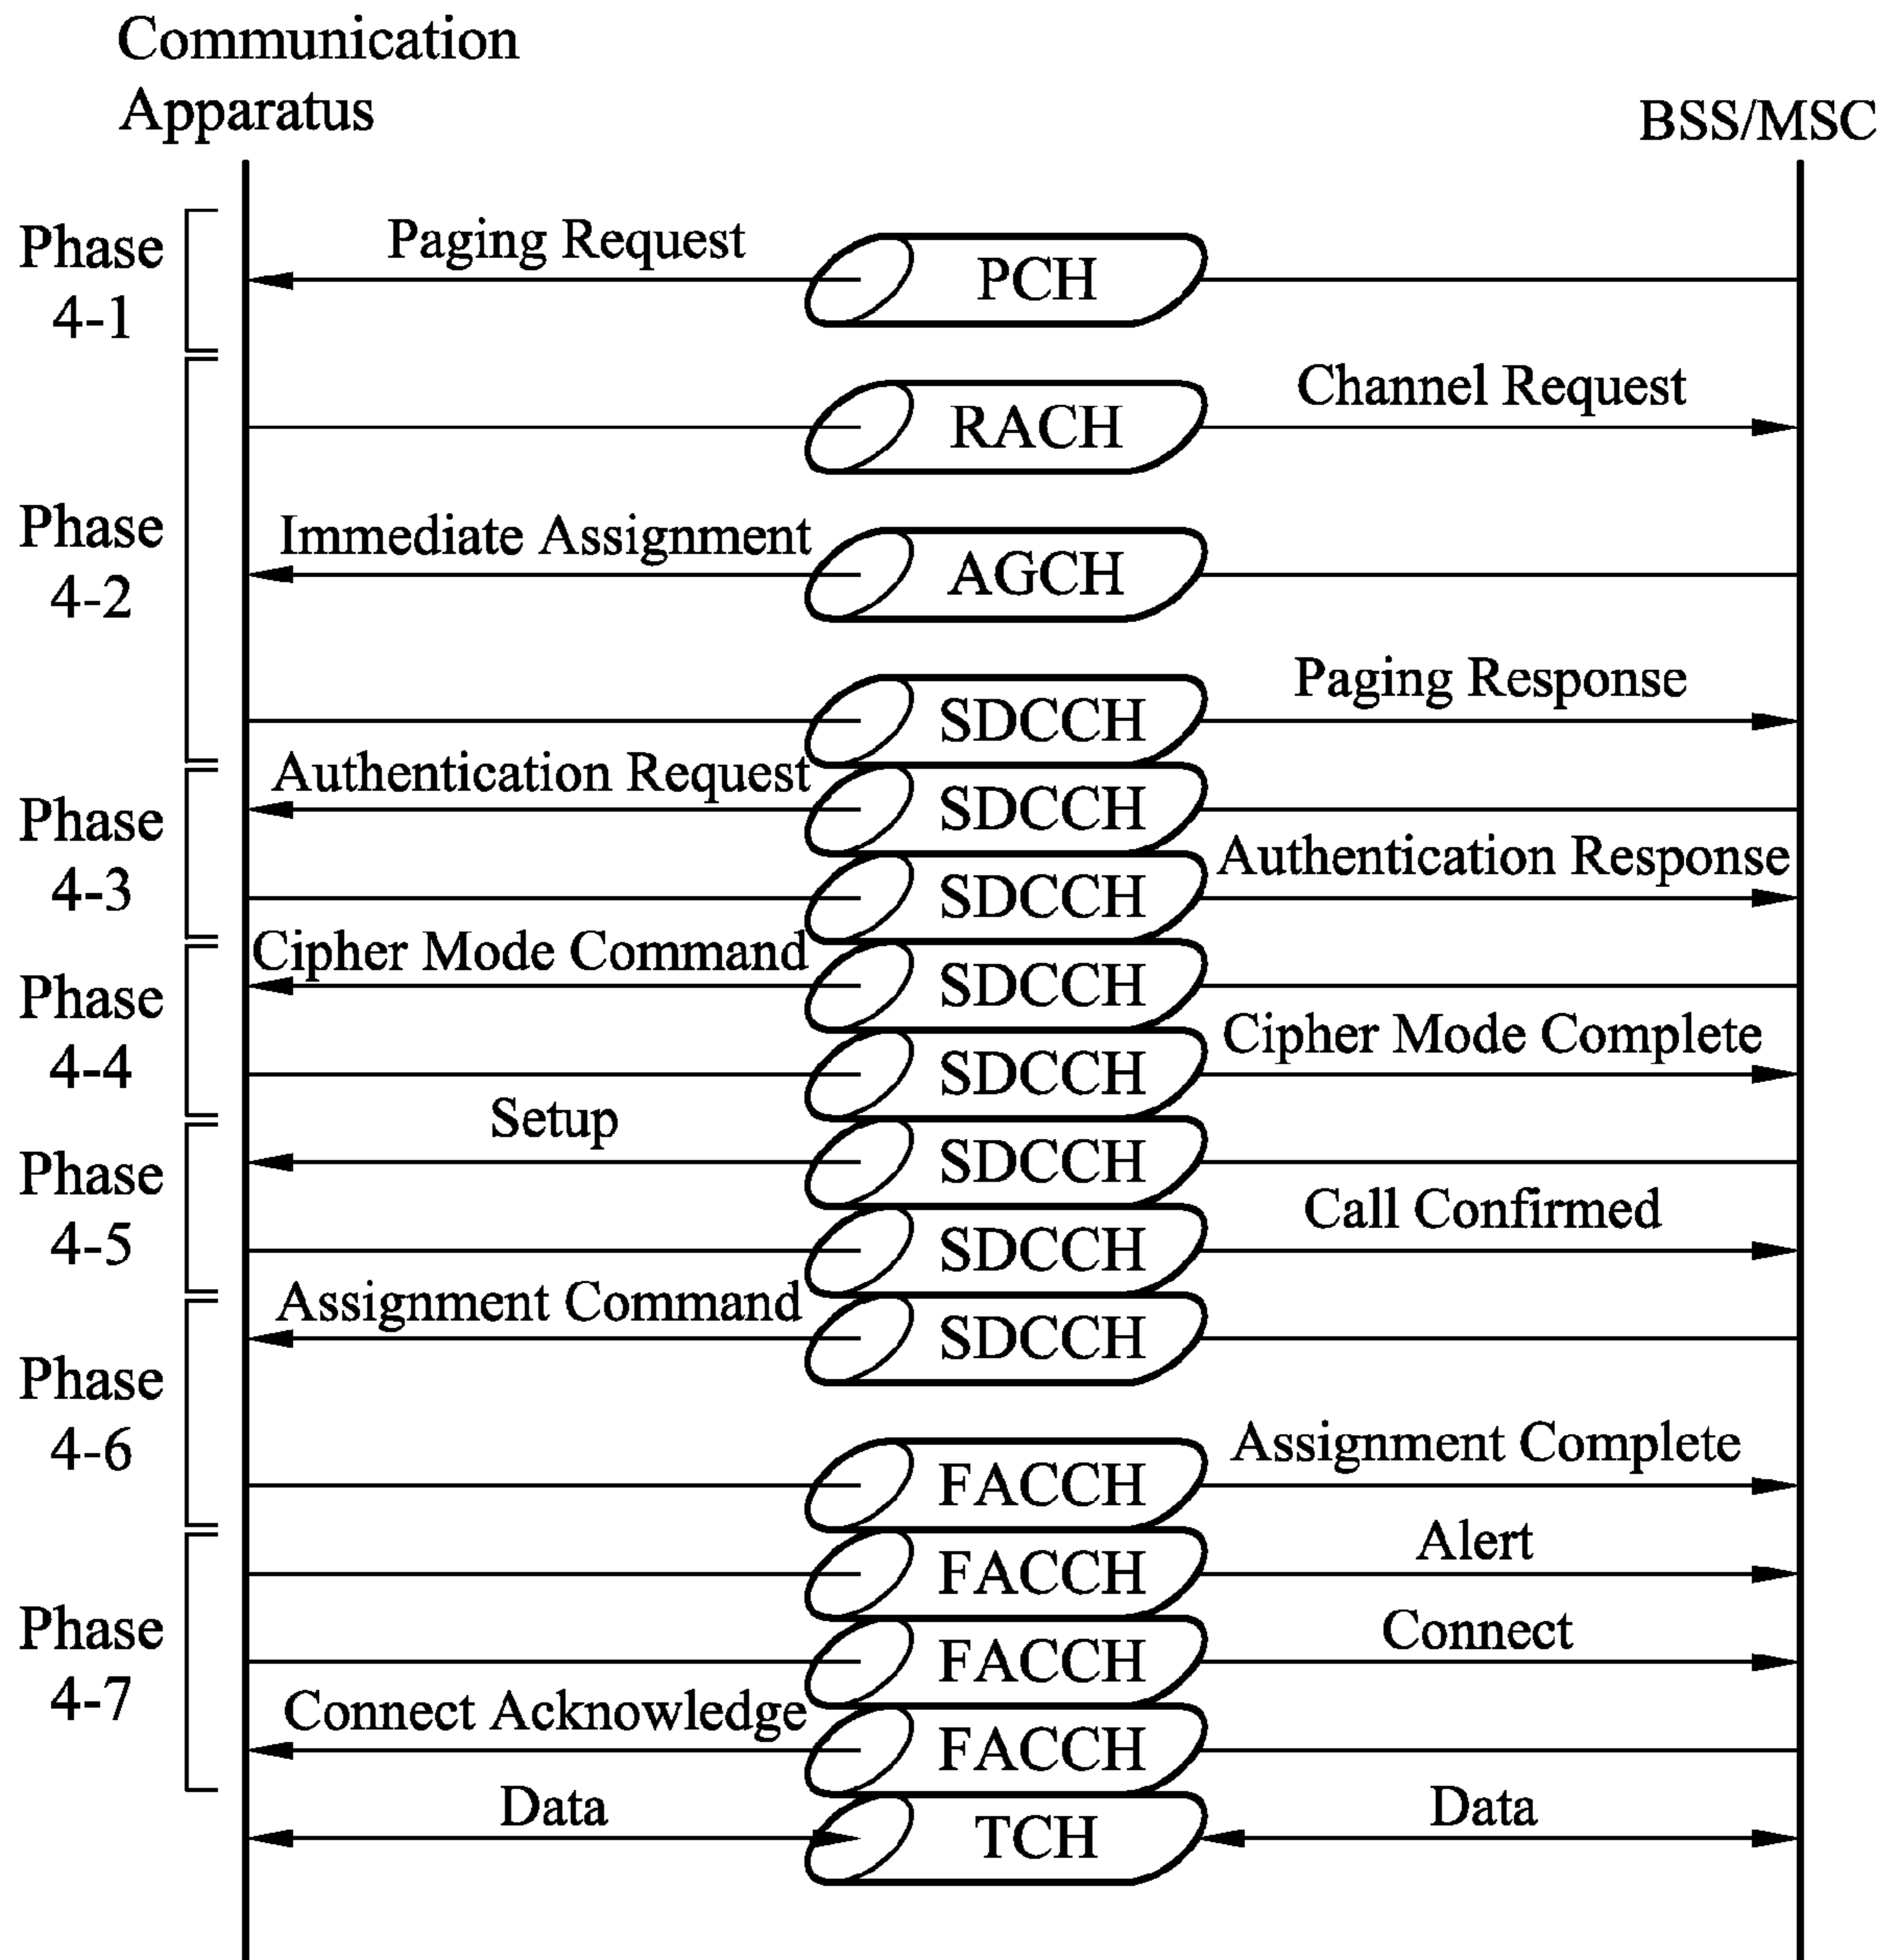 Communication
Apparatus
BSS/MSC
Phase
4-1
Paging Request
PCH
Phase
4-2
RACH
Channel Request
Immediate Assignment
AGCH
SDCCH
Paging Response
Phase
4-3
Authentication Request
SDCCH
SDCCH
Authentication Response
Phase
4-4
Cipher Mode Command
SDCCH
SDCCH
Cipher Mode Complete
Phase
4-5
Setup
SDCCH
SDCCH
Call Confirmed
Phase
4-6
Assignment Command
SDCCH
FACCH
Assignment Complete
Phase
4-7
FACCH
Alert
FACCH
Connect
Connect Acknowledge
FACCH
Data
TCH
Data